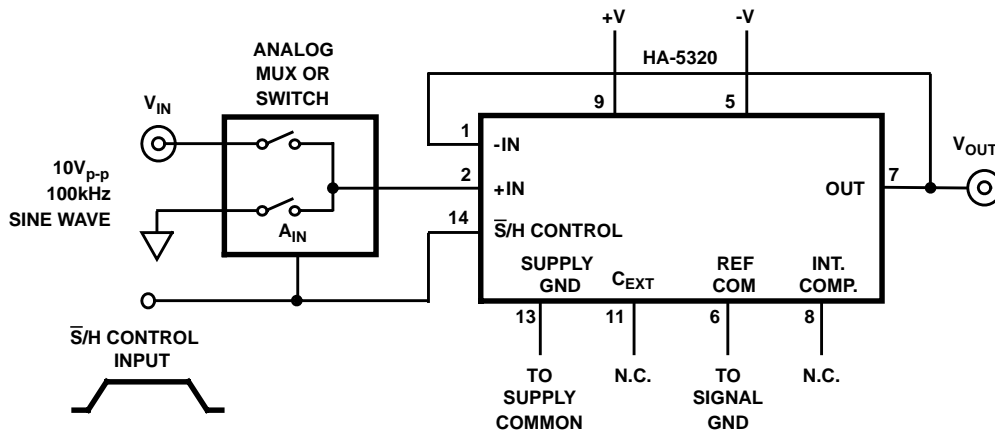 +V
-V
HA-5320
ANALOG
MUX OR
SWITCH
V_IN
10V_p-p
100kHz
SINE WAVE
A_IN
9
5
1
-IN
2
+IN
14
S̅/H CONTROL
OUT
7
V_OUT
SUPPLY
GND
C_EXT
REF
COM
INT.
COMP.
13
11
6
8
TO
SUPPLY
COMMON
N.C.
TO
SIGNAL
GND
N.C.
S̅/H CONTROL
INPUT